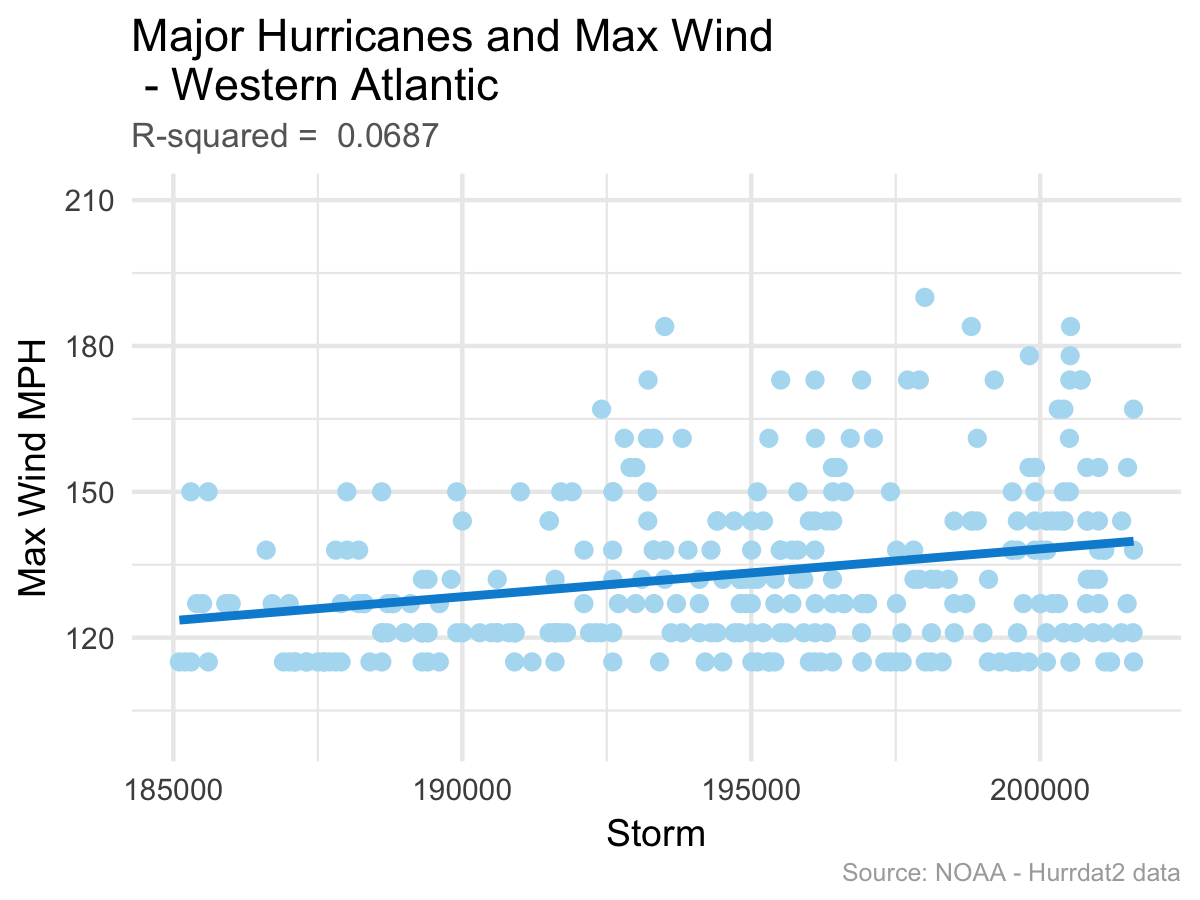 Major Hurricanes and Max Wind
- Western Atlantic
R-squared =  0.0687
210
180
150
120
Max Wind MPH
185000 190000 195000 200000
Storm
Source: NOAA - Hurrdat2 data